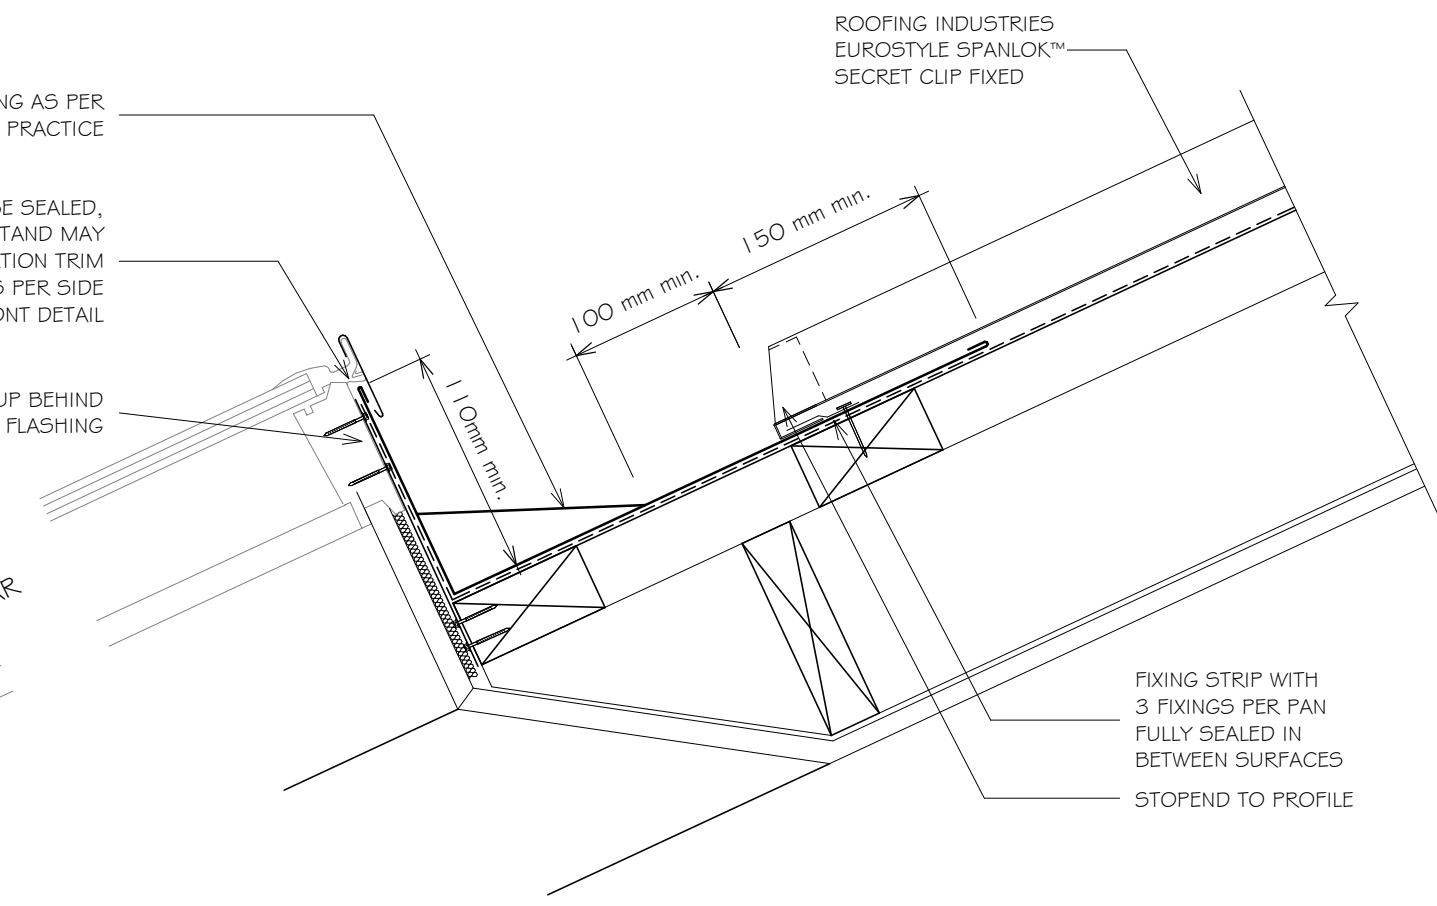 ROOFING INDUSTRIES
EUROSTYLE SPANLOK™
SECRET CLIP FIXED
NG AS PER
PRACTICE
BE SEALED,
TAND MAY
TION TRIM
S PER SIDE
ONT DETAIL
UP BEHIND
FLASHING
110mm min.
100 mm min.
150 mm min.
AR
FIXING STRIP WITH
3 FIXINGS PER PAN
FULLY SEALED IN
BETWEEN SURFACES
STOPEND TO PROFILE